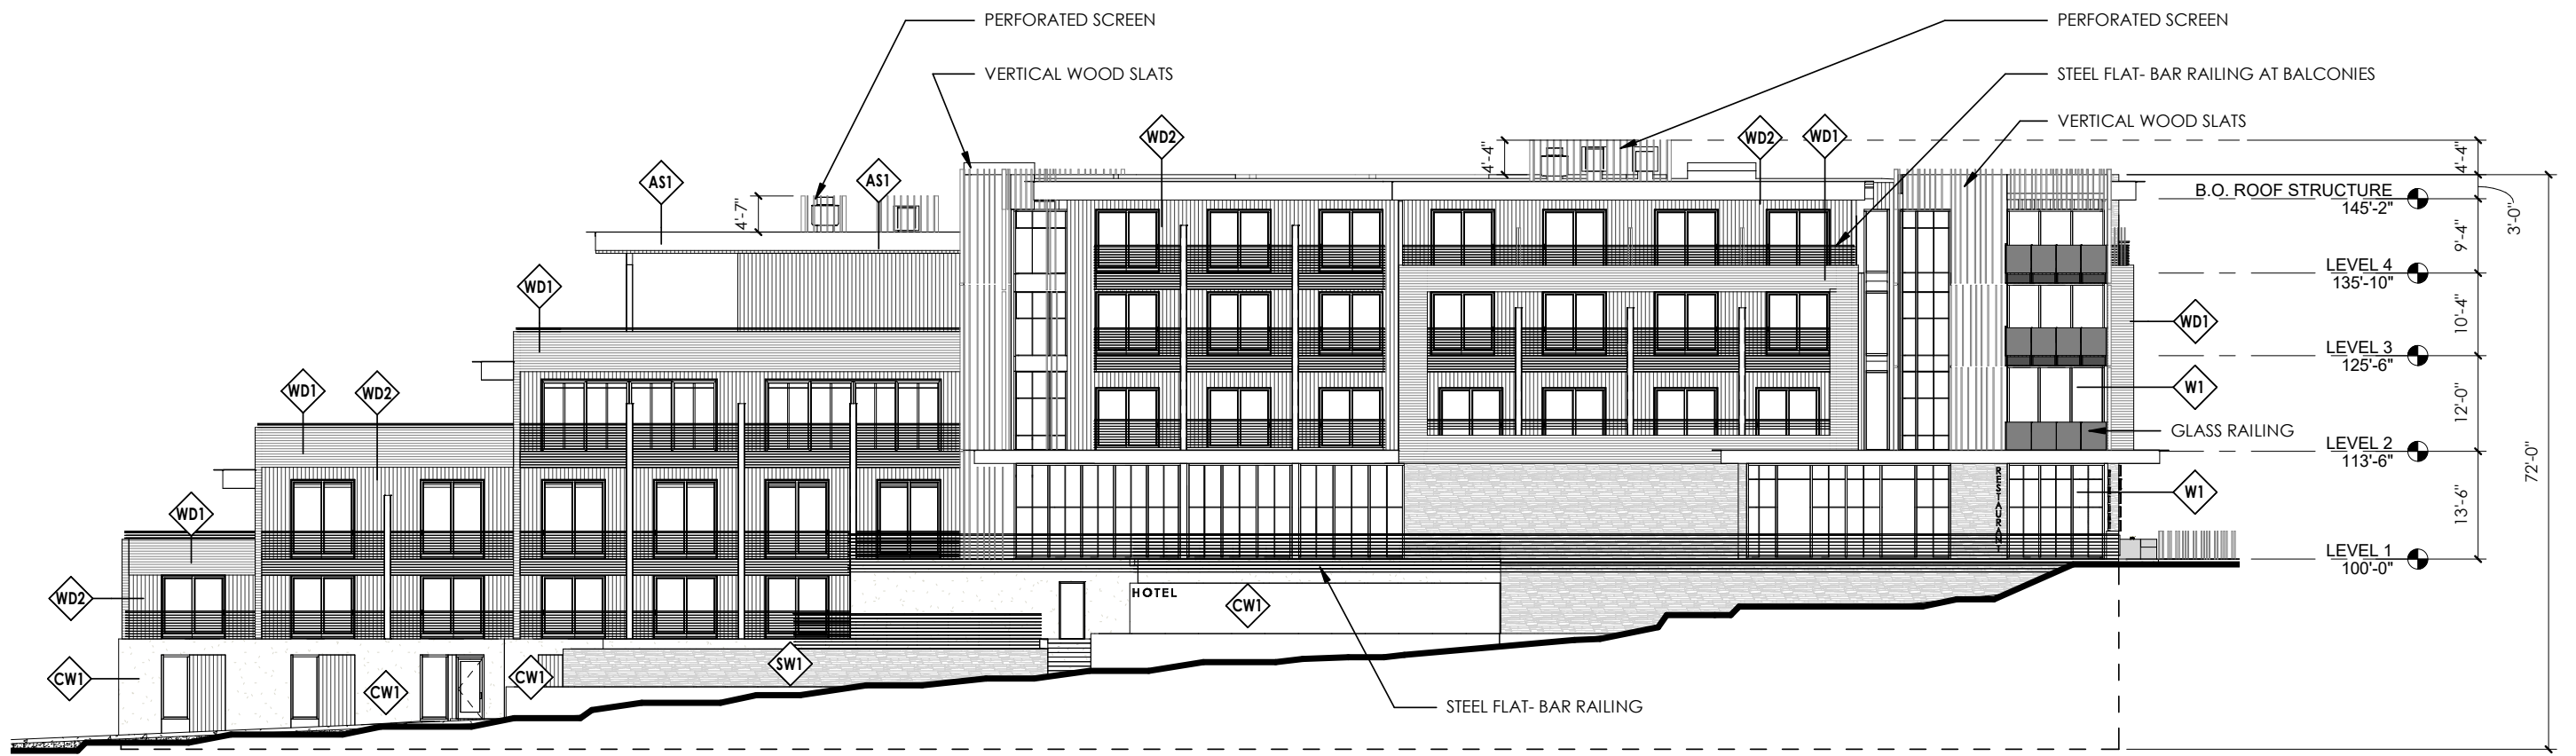 PERFORATED SCREEN
PERFORATED SCREEN
VERTICAL WOOD SLATS
STEEL FLAT- BAR RAILING AT BALCONIES
VERTICAL WOOD SLATS
WD2
WD2
WD1
4'-4"
4'-4"
AS1
AS1
4'-7"
B.O. ROOF STRUCTURE
145'-2"
3'-0"
9'-4"
LEVEL 4
135'-10"
WD1
10'-4"
WD1
LEVEL 3
125'-6"
WD1
WD2
W1
12'-0"
GLASS RAILING
LEVEL 2
113'-6"
72'-0"
WD1
RESTAURANT
W1
13'-6"
LEVEL 1
100'-0"
WD2
HOTEL
CW1
CW1
CW1
CW1
SW1
STEEL FLAT- BAR RAILING